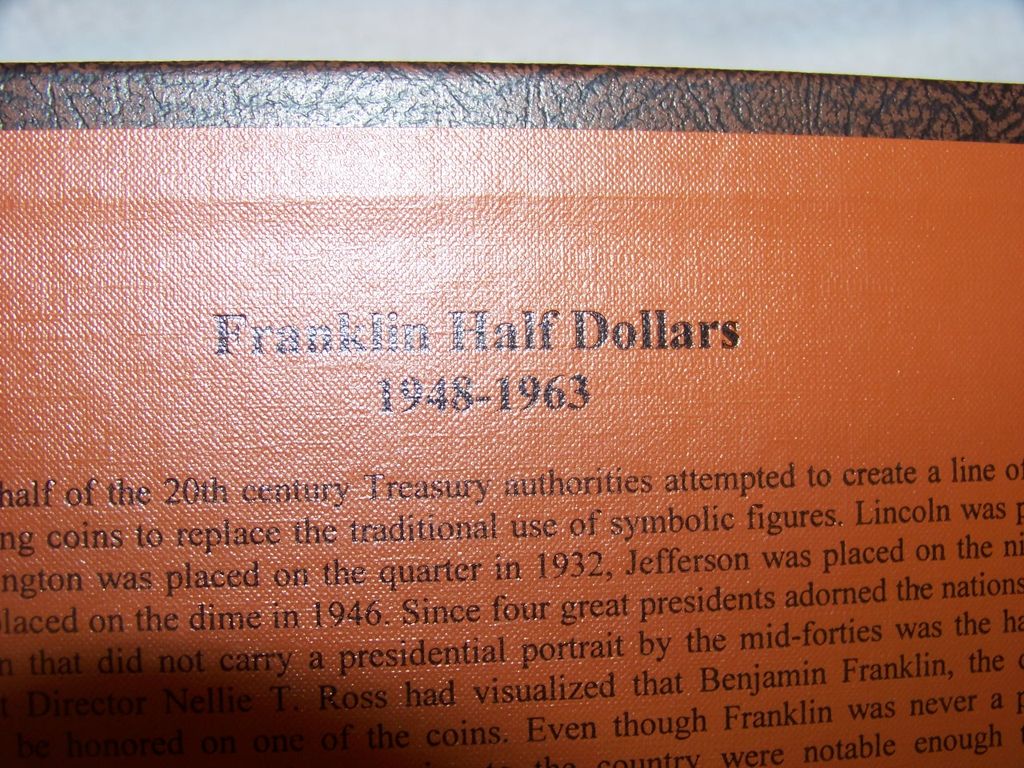 Franklin Half Dollars
1948-1963
half of the 20th century Treasury authorities attempted to create a line of
ng coins to replace the traditional use of symbolic figures. Lincoln was p
ngton was placed on the quarter in 1932, Jefferson was placed on the ni
placed on the dime in 1946. Since four great presidents adorned the nations
n that did not carry a presidential portrait by the mid-forties was the ha
t Director Nellie T. Ross had visualized that Benjamin Franklin, the
be honored on one of the coins. Even though Franklin was never a p
to the country were notable enough